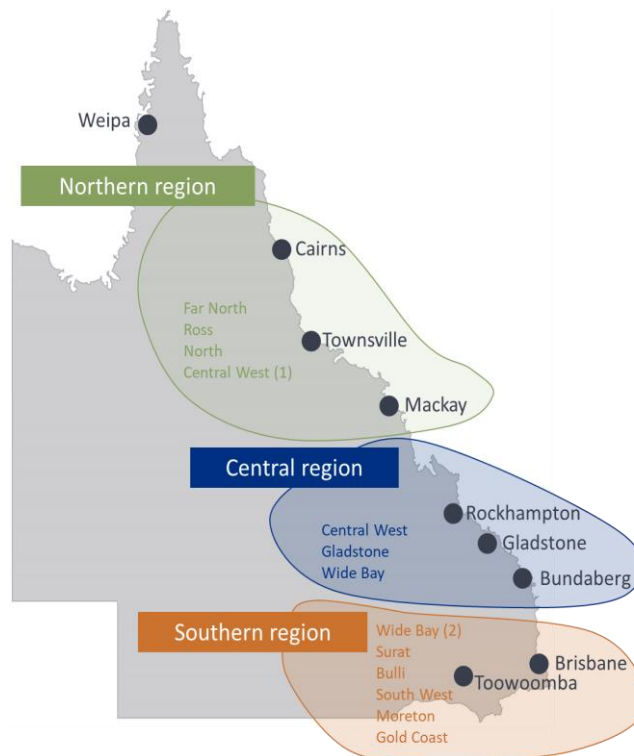 Weipa
Northern region
Cairns
Far North
Ross
North
Central West (1)
Townsville
Mackay
Central region
Rockhampton
Central West
Gladstone
Wide Bay
Gladstone
Bundaberg
Southern region
Wide Bay (2)
Surat
Bulli
South West
Moreton
Gold Coast
Brisbane
Toowoomba